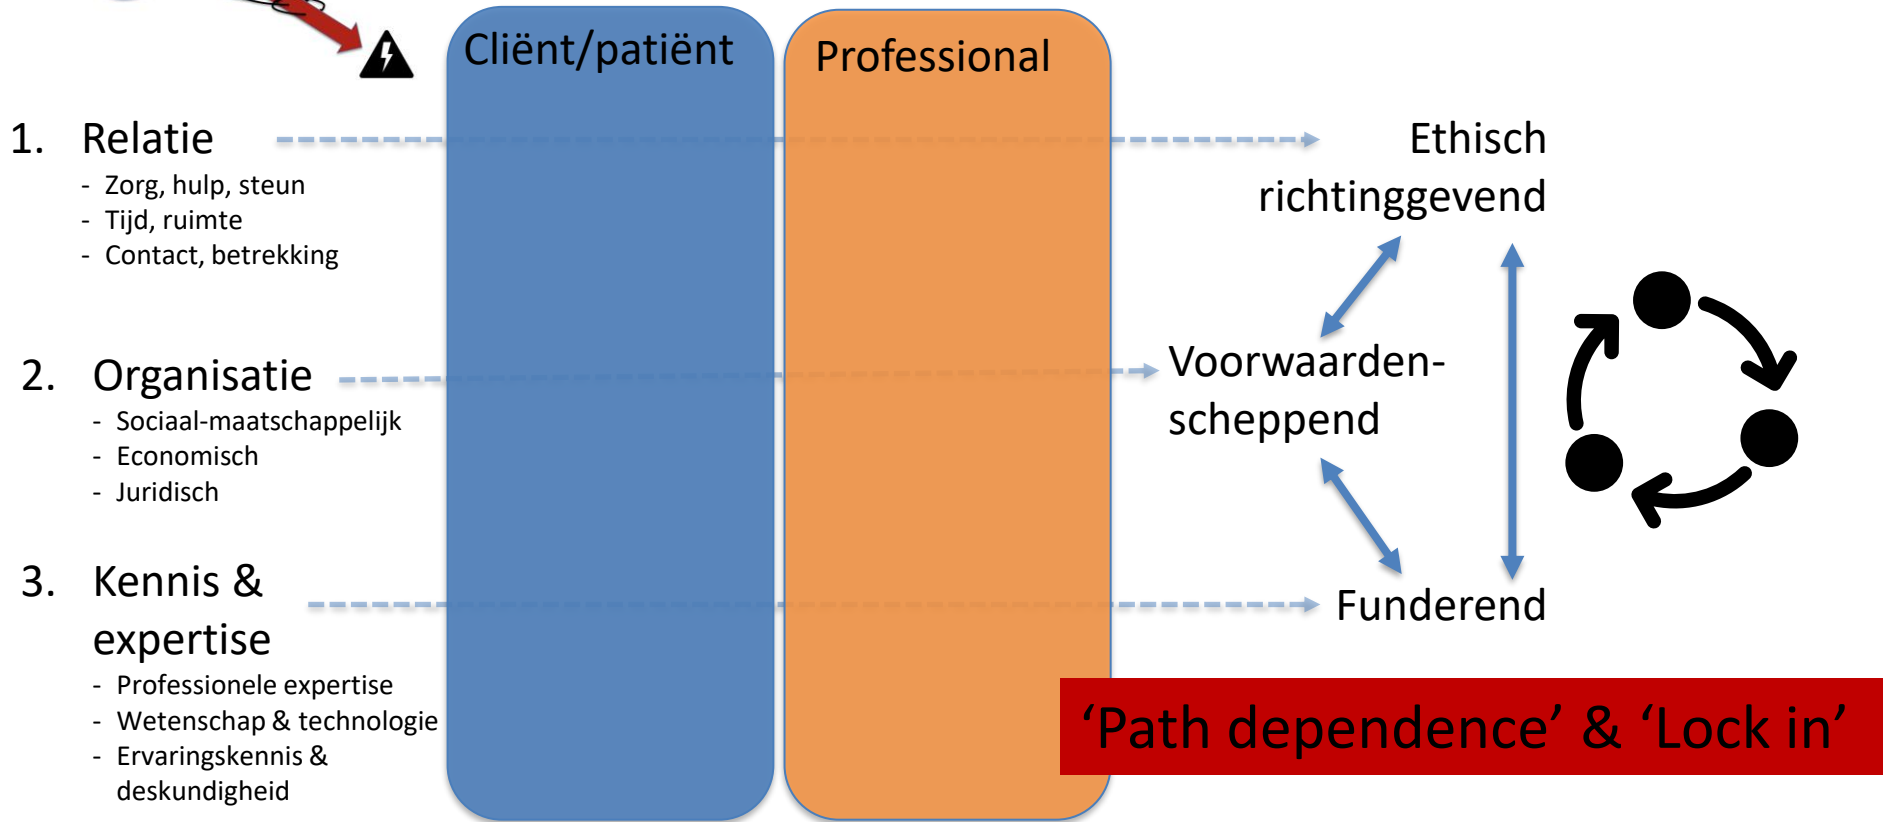 Cliënt/patiënt
Professional
1. Relatie
- Zorg, hulp, steun
- Tijd, ruimte
- Contact, betrekking
Ethisch
richtinggevend
2. Organisatie
- Sociaal-maatschappelijk
- Economisch
- Juridisch
Voorwaarden-
scheppend
3. Kennis &
expertise
- Professionele expertise
- Wetenschap & technologie
- Ervaringskennis &
deskundigheid
Funderend
‘Path dependence’ & ‘Lock in’